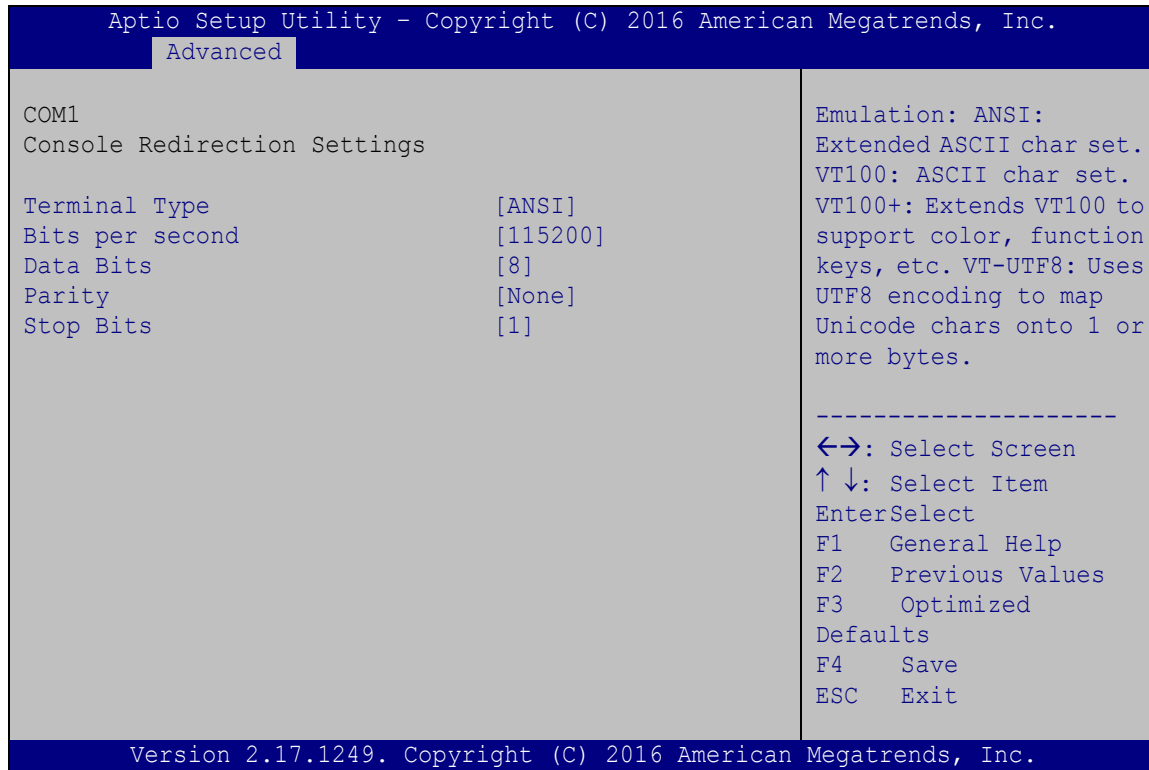 Aptio Setup Utility – Copyright (C) 2016 American Megatrends, Inc.
Advanced
COM1
Console Redirection Settings
Terminal Type [ANSI]
Bits per second [115200]
Data Bits [8]
Parity [None]
Stop Bits [1]
Emulation: ANSI:
Extended ASCII char set.
VT100: ASCII char set.
VT100+: Extends VT100 to
support color, function
keys, etc. VT-UTF8: Uses
UTF8 encoding to map
Unicode chars onto 1 or
more bytes.
---------------------
←→: Select Screen
↑ ↓: Select Item
EnterSelect
F1 General Help
F2 Previous Values
F3 Optimized
Defaults
F4 Save
ESC Exit
Version 2.17.1249. Copyright (C) 2016 American Megatrends, Inc.